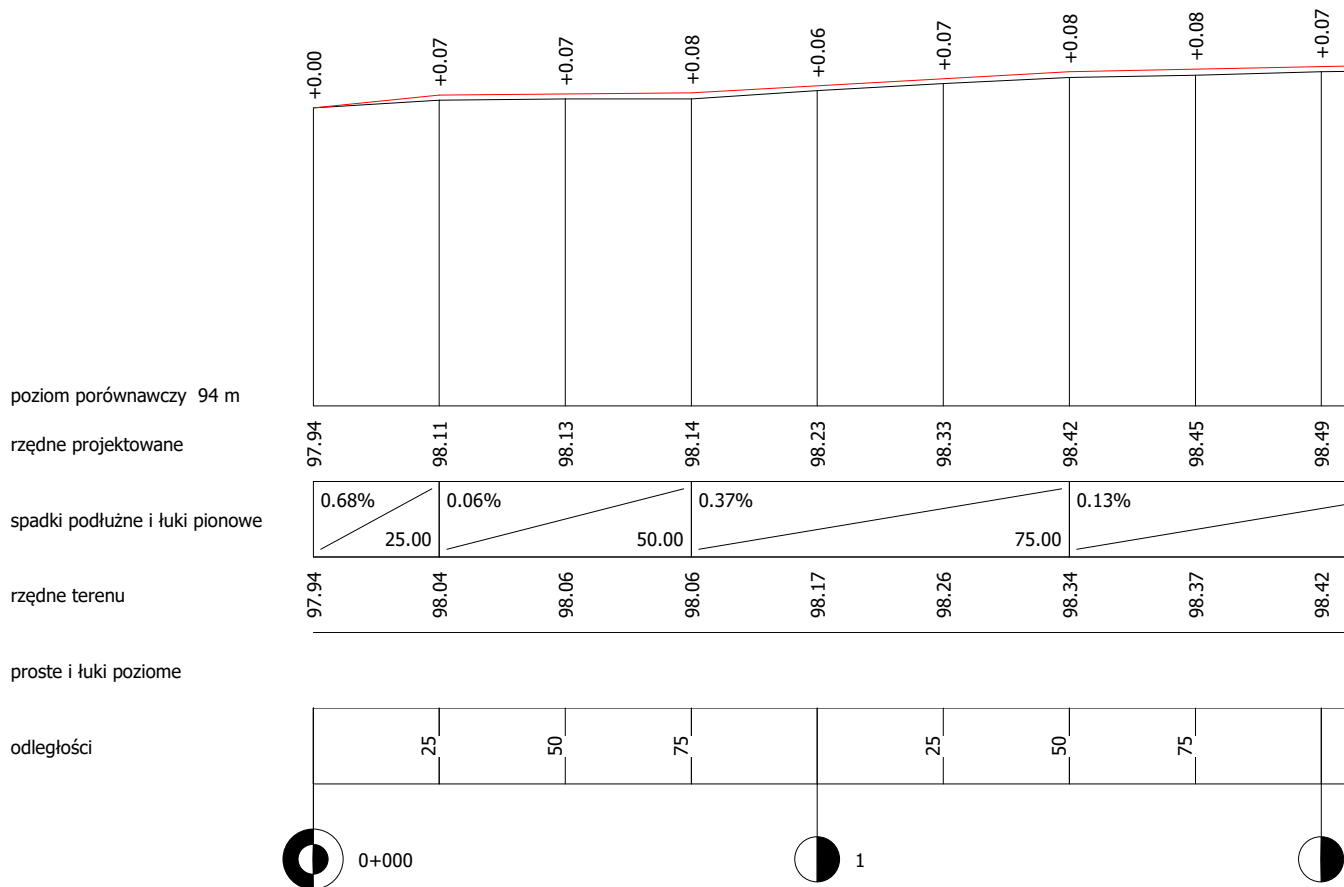 +0.00 +0.07 +0.07 +0.08 +0.06 +0.07 +0.08 +0.08 +0.07
poziom porównawczy 94 m
rzędne projektowane 97.94 98.11 98.13 98.14 98.23 98.33 98.42 98.45 98.49
spadki podłużne i łuki pionowe
0.68% 0.06% 0.37% 0.13%
25.00 50.00 75.00
rzędne terenu 97.94 98.04 98.06 98.06 98.17 98.26 98.34 98.37 98.42
proste i łuki poziome
odległości 25 50 75 25 50 75
0+000 1